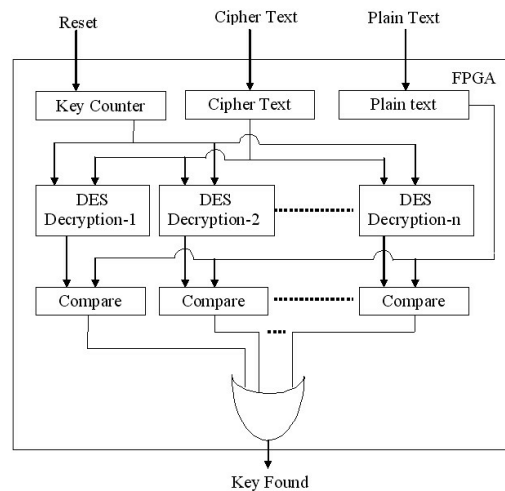 Reset
Cipher Text
Plain Text
FPGA
Key Counter
Cipher Text
Plain text
DES
Decryption-1
DES
Decryption-2
DES
Decryption-n
Compare
Compare
Compare
Key Found